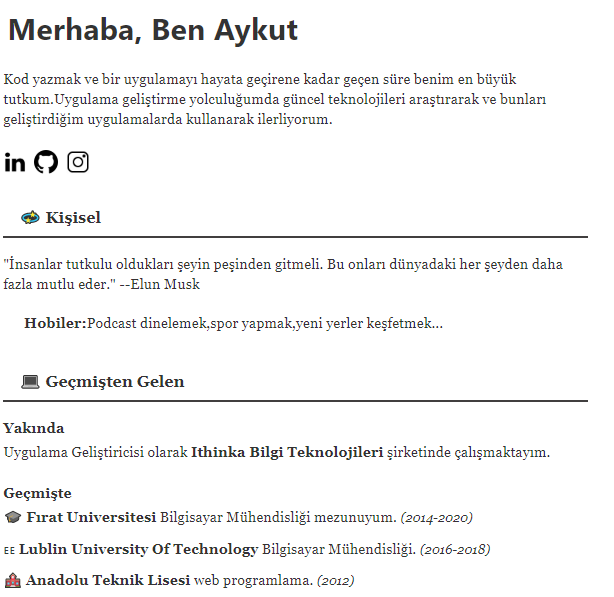 Merhaba, Ben Aykut
Kod yazmak ve bir uygulamayı hayata geçirene kadar geçen süre benim en büyük
tutkum.Uygulama geliştirme yolculuğumda güncel teknolojileri araştırarak ve bunları
geliştirdiğim uygulamalarda kullanarak ilerliyorum.
in
Kişisel
"İnsanlar tutkulu oldukları şeyin peşinden gitmeli. Bu onları dünyadaki her şeyden daha
fazla mutlu eder." --Elun Musk
Hobiler:Podcast dinelemek,spor yapmak,yeni yerler keşfetmek...
Geçmişten Gelen
Yakında
Uygulama Geliştiricisi olarak Ithinka Bilgi Teknolojileri şirketinde çalışmaktayım.
Geçmişte
Fırat Universitesi Bilgisayar Mühendisliği mezunuyum. (2014-2020)
EE Lublin University Of Technology Bilgisayar Mühendisliği. (2016-2018)
Anadolu Teknik Lisesi web programlama. (2012)